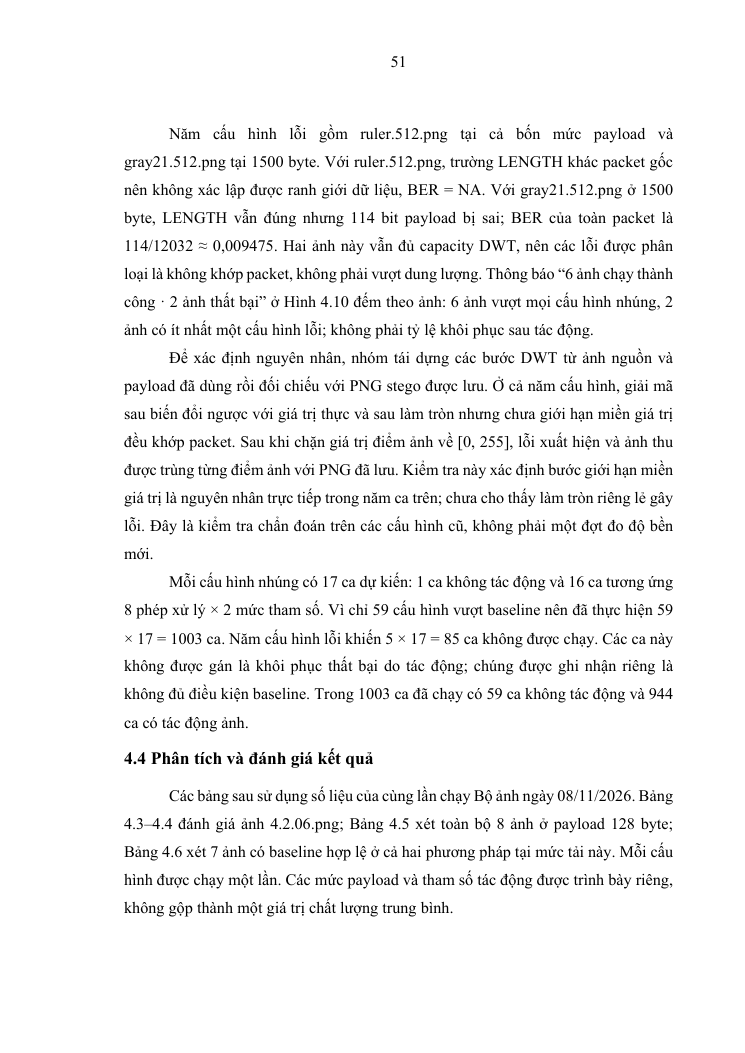 51
Năm cấu hình lỗi gồm ruler.512.png tại cả bốn mức payload và
gray21.512.png tại 1500 byte. Với ruler.512.png, trường LENGTH khác packet gốc
nên không xác lập được ranh giới dữ liệu, BER = NA. Với gray21.512.png ở 1500
byte, LENGTH vẫn đúng nhưng 114 bit payload bị sai; BER của toàn packet là
114/12032 ≈ 0,009475. Hai ảnh này vẫn đủ capacity DWT, nên các lỗi được phân
loại là không khớp packet, không phải vượt dung lượng. Thông báo “6 ảnh chạy thành
công · 2 ảnh thất bại” ở Hình 4.10 đếm theo ảnh: 6 ảnh vượt mọi cấu hình nhúng, 2
ảnh có ít nhất một cấu hình lỗi; không phải tỷ lệ khôi phục sau tác động.
Để xác định nguyên nhân, nhóm tái dựng các bước DWT từ ảnh nguồn và
payload đã dùng rồi đối chiếu với PNG stego được lưu. Ở cả năm cấu hình, giải mã
sau biến đổi ngược với giá trị thực và sau làm tròn nhưng chưa giới hạn miền giá trị
đều khớp packet. Sau khi chặn giá trị điểm ảnh về [0, 255], lỗi xuất hiện và ảnh thu
được trùng từng điểm ảnh với PNG đã lưu. Kiểm tra này xác định bước giới hạn miền
giá trị là nguyên nhân trực tiếp trong năm ca trên; chưa cho thấy làm tròn riêng lẻ gây
lỗi. Đây là kiểm tra chẩn đoán trên các cấu hình cũ, không phải một đợt đo độ bền
mới.
Mỗi cấu hình nhúng có 17 ca dự kiến: 1 ca không tác động và 16 ca tương ứng
8 phép xử lý × 2 mức tham số. Vì chỉ 59 cấu hình vượt baseline nên đã thực hiện 59
× 17 = 1003 ca. Năm cấu hình lỗi khiến 5 × 17 = 85 ca không được chạy. Các ca này
không được gán là khôi phục thất bại do tác động; chúng được ghi nhận riêng là
không đủ điều kiện baseline. Trong 1003 ca đã chạy có 59 ca không tác động và 944
ca có tác động ảnh.
4.4 Phân tích và đánh giá kết quả
Các bảng sau sử dụng số liệu của cùng lần chạy Bộ ảnh ngày 08/11/2026. Bảng
4.3–4.4 đánh giá ảnh 4.2.06.png; Bảng 4.5 xét toàn bộ 8 ảnh ở payload 128 byte;
Bảng 4.6 xét 7 ảnh có baseline hợp lệ ở cả hai phương pháp tại mức tải này. Mỗi cấu
hình được chạy một lần. Các mức payload và tham số tác động được trình bày riêng,
không gộp thành một giá trị chất lượng trung bình.